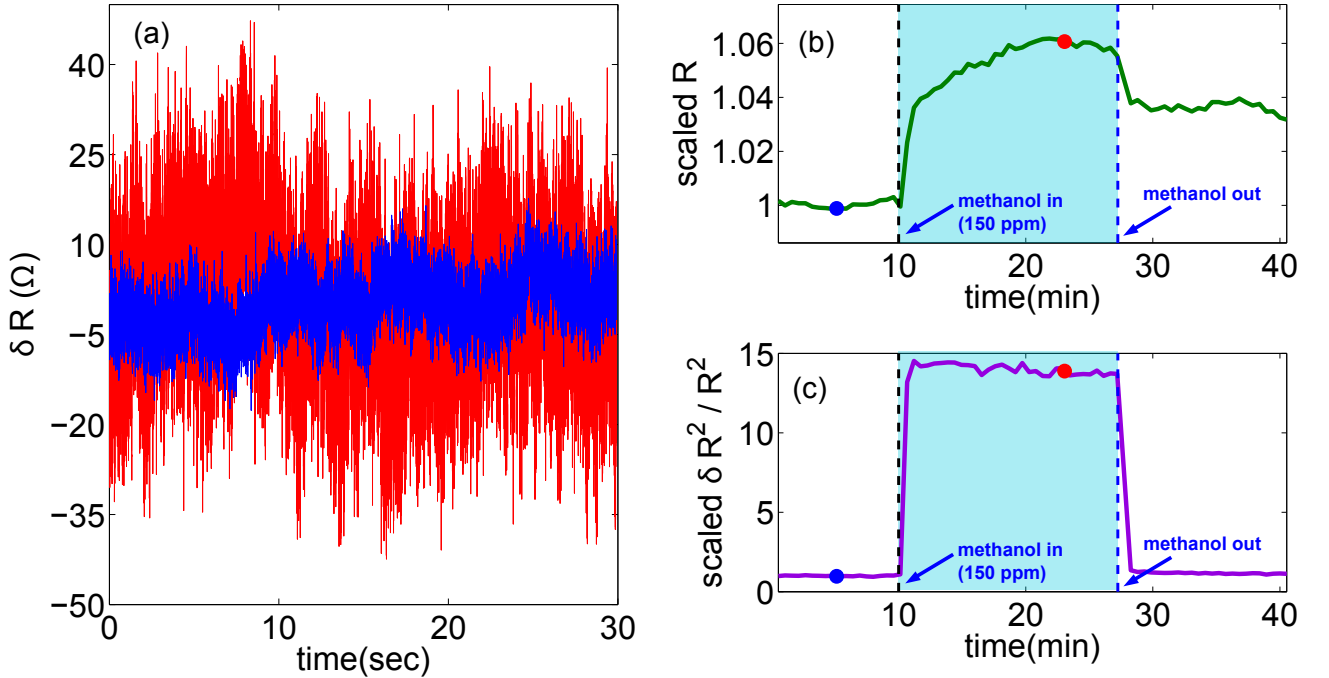 (a)
40
25
10
−5
−20
−35
−50
δ R (Ω)
0
10
20
30
time(sec)
(b)
1.06
1.04
1.02
1
scaled R
methanol in
(150 ppm)
methanol out
10
20
30
40
time(min)
(c)
15
10
5
0
scaled δ R² / R²
methanol in
(150 ppm)
methanol out
0
10
20
30
40
time(min)